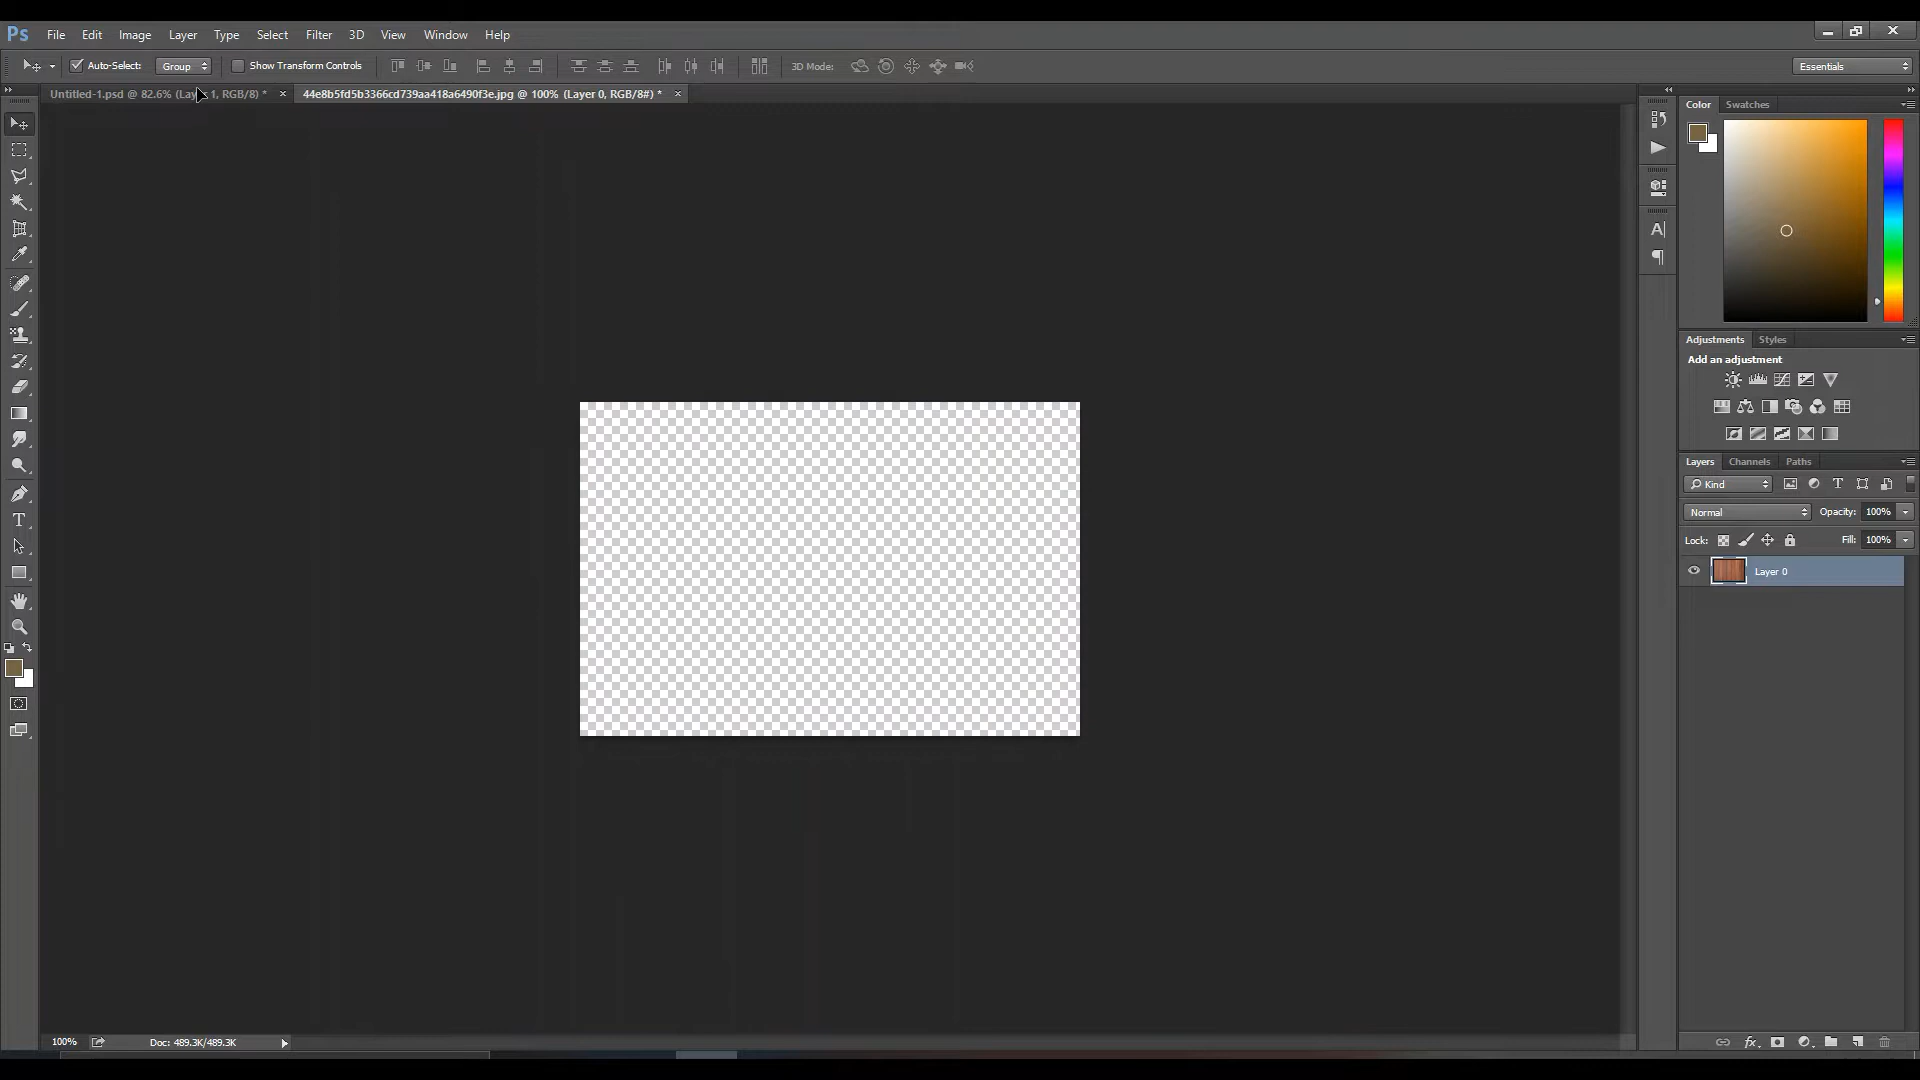 Ps File Edit Image Layer Type Select Filter 3D View Window Help
Auto-Select: Group Show Transform Controls 3D Mode: Essentials
Untitled-1.psd @ 82.6% (Layer 1, RGB/8) * × 44e8b5fd5b3366cd739aa418a6490f3e.jpg @ 100% (Layer 0, RGB/8#) * ×
Color Swatches
Adjustments Styles
Add an adjustment
Layers Channels Paths
Kind
Normal Opacity: 100%
Lock: Fill: 100%
Layer 0
100% Doc: 489.3K/489.3K